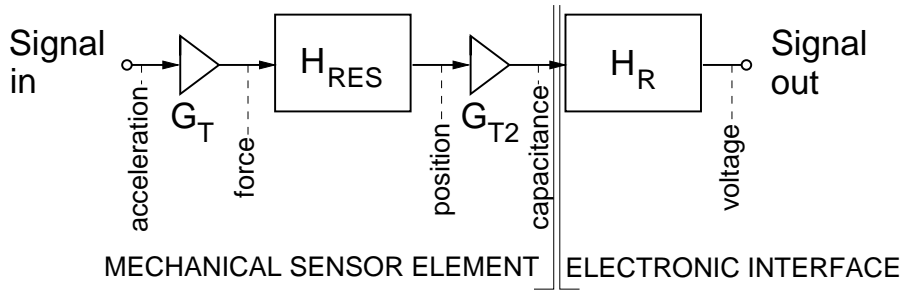 Signal
in
G_T
H_RES
G_T2
H_R
Signal
out
acceleration
force
position
capacitance
voltage
MECHANICAL SENSOR ELEMENT
ELECTRONIC INTERFACE